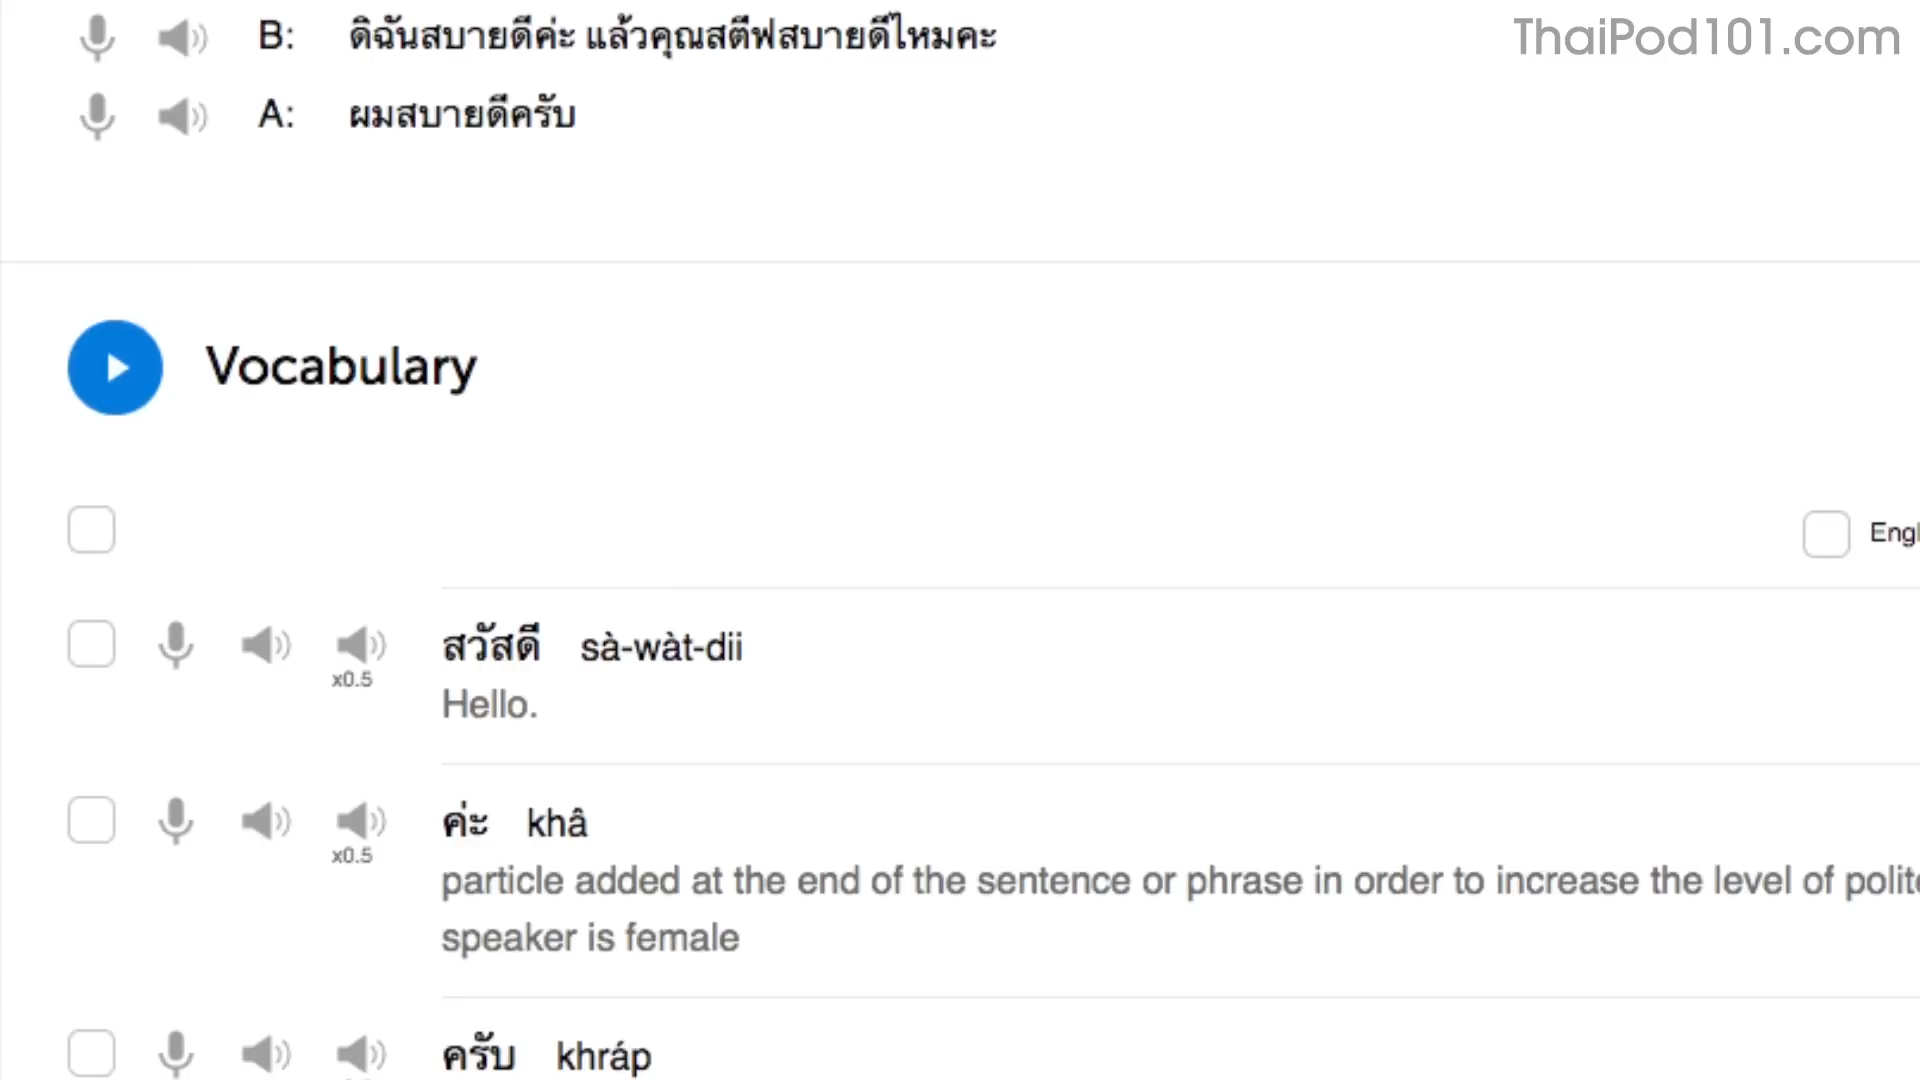 B: ดิฉันสบายดีค่ะ แล้วคุณสตีฟสบายดีไหมคะ
ThaiPod101.com
A: ผมสบายดีครับ
Vocabulary
สวัสดี sà-wàt-dii
x0.5
Hello.
ค่ะ khâ
x0.5
particle added at the end of the sentence or phrase in order to increase the level of
speaker is female
ครับ khráp